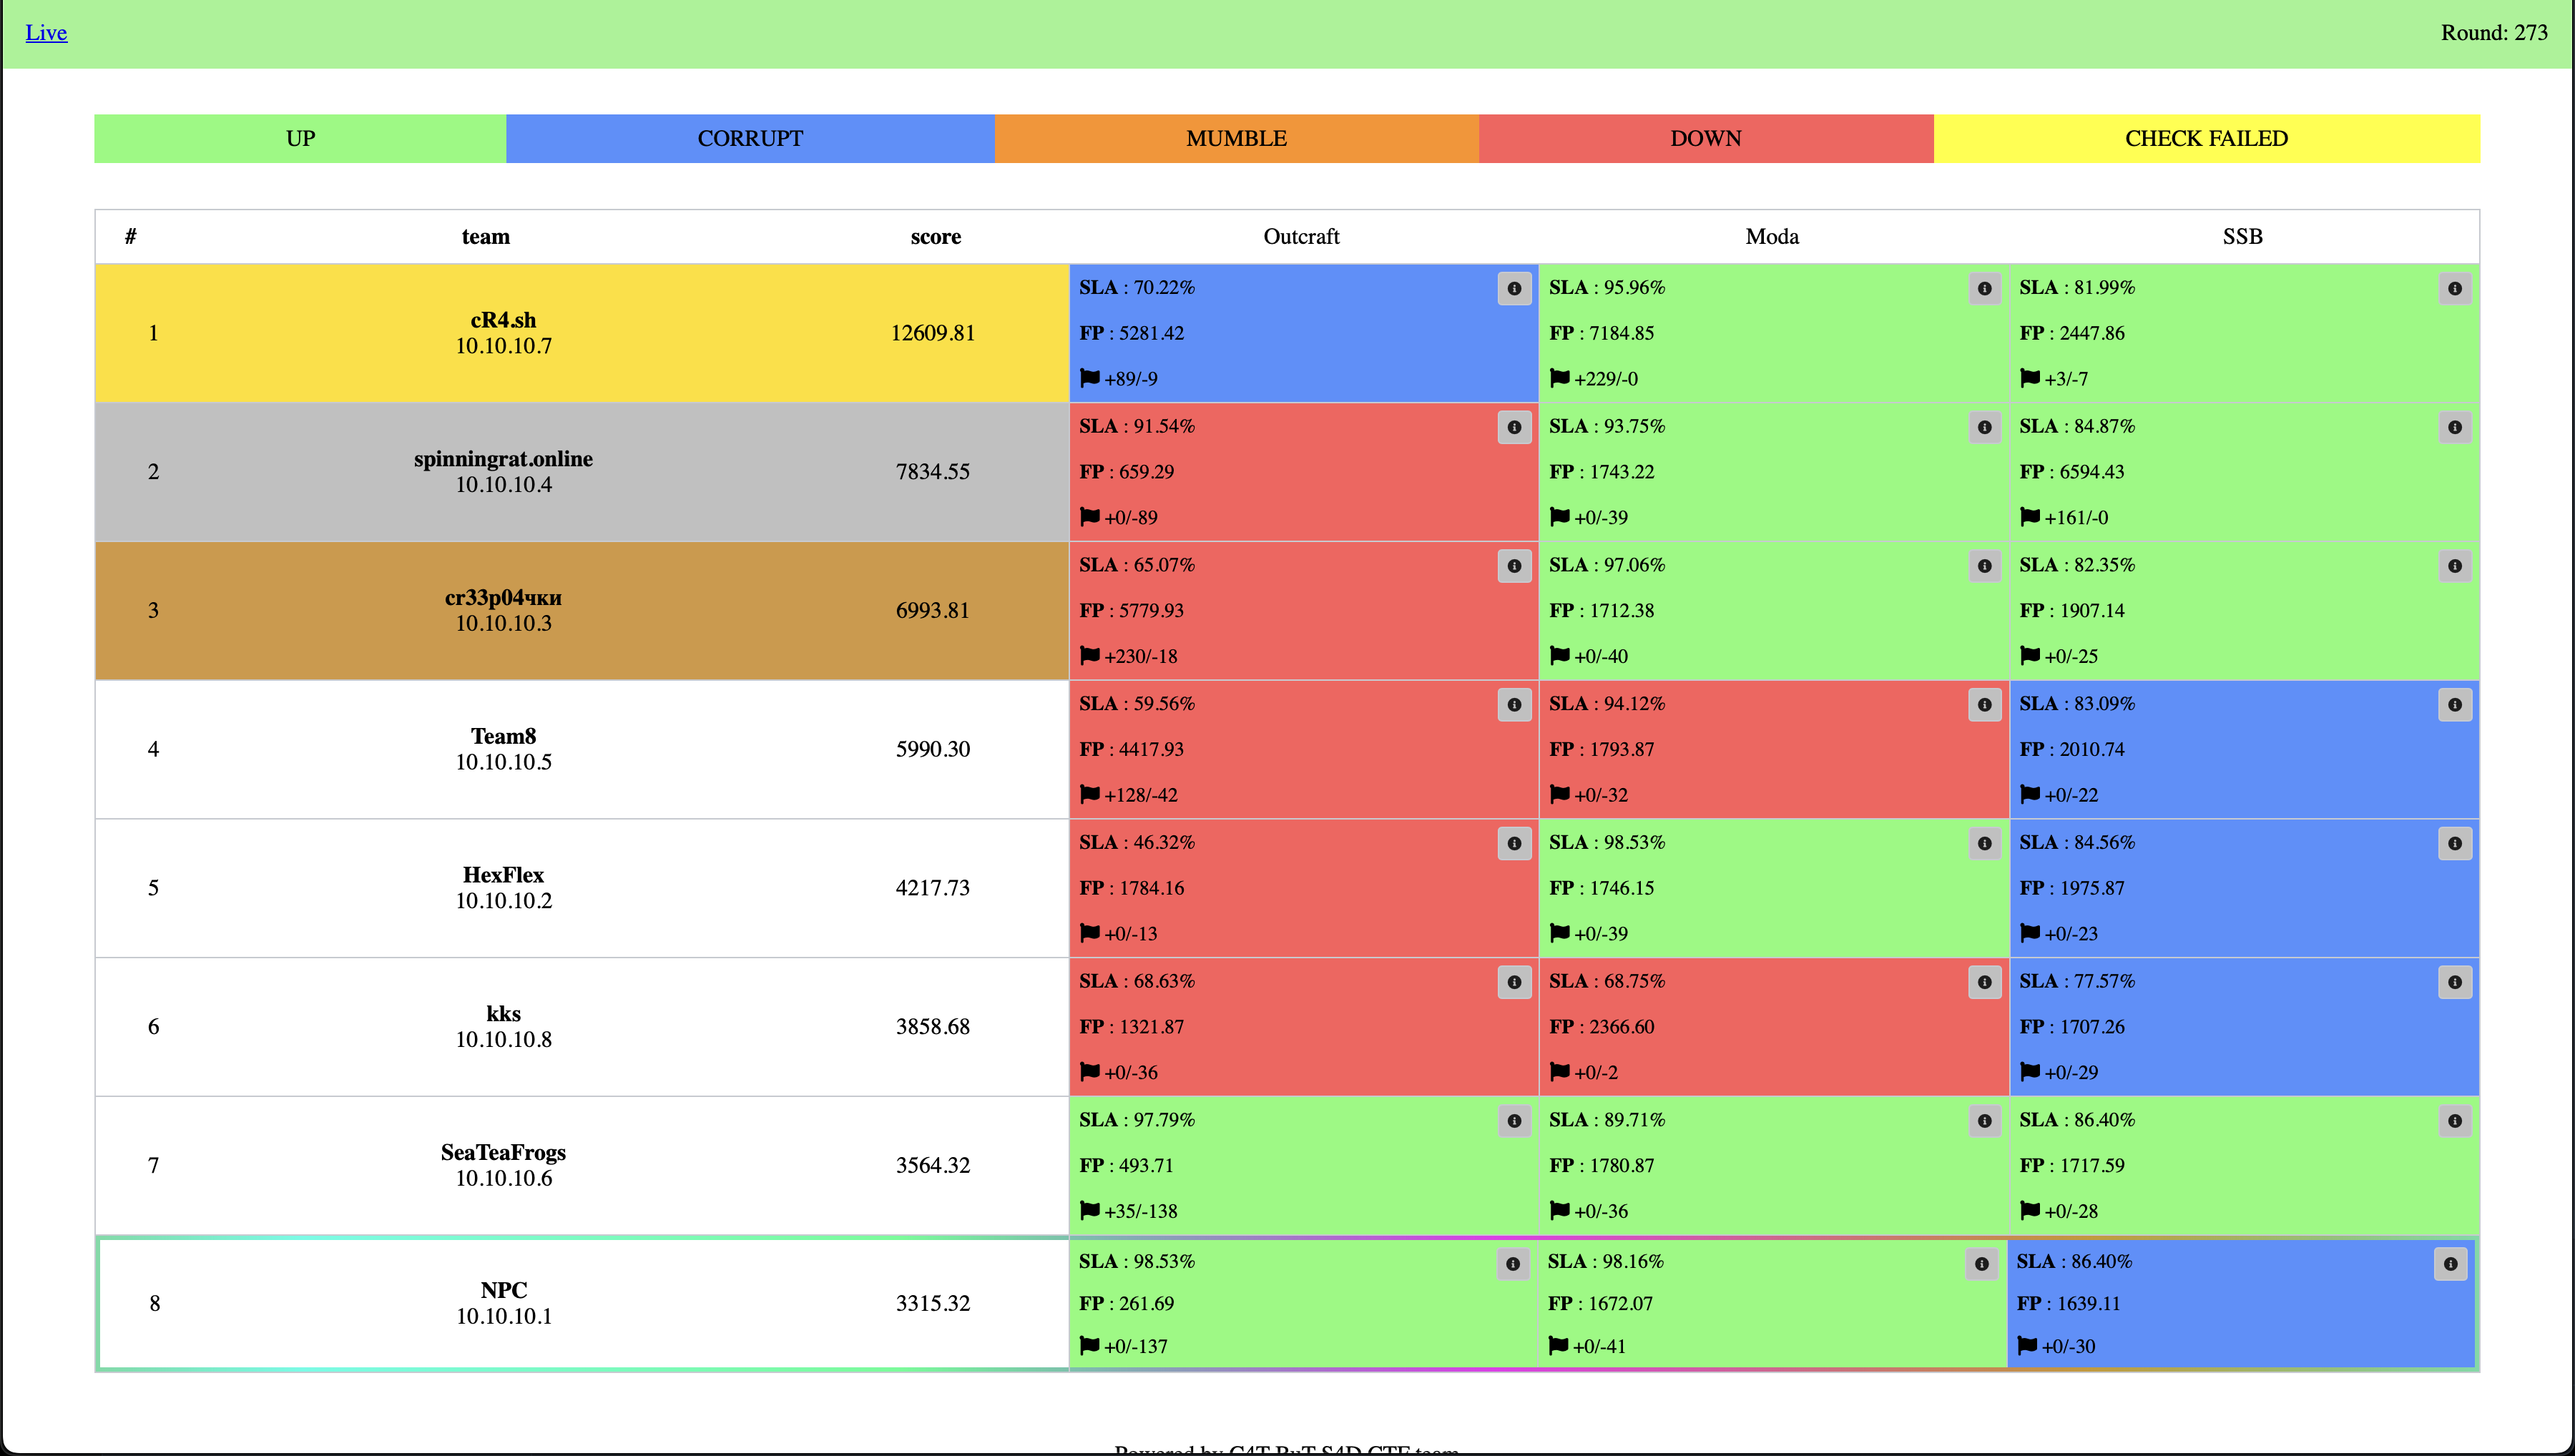 Live Round: 273
UP CORRUPT MUMBLE DOWN CHECK FAILED
# team score Outcraft Moda SSB
SLA : 70.22% SLA : 95.96% SLA : 81.99%
1 cR4.sh 10.10.10.7 12609.81 FP : 5281.42 FP : 7184.85 FP : 2447.86
+89/-9 +229/-0 +3/-7
SLA : 91.54% SLA : 93.75% SLA : 84.87%
2 spinningrat.online 10.10.10.4 7834.55 FP : 659.29 FP : 1743.22 FP : 6594.43
+0/-89 +0/-39 +161/-0
SLA : 65.07% SLA : 97.06% SLA : 82.35%
3 cr33p04чки 10.10.10.3 6993.81 FP : 5779.93 FP : 1712.38 FP : 1907.14
+230/-18 +0/-40 +0/-25
SLA : 59.56% SLA : 94.12% SLA : 83.09%
4 Team8 10.10.10.5 5990.30 FP : 4417.93 FP : 1793.87 FP : 2010.74
+128/-42 +0/-32 +0/-22
SLA : 46.32% SLA : 98.53% SLA : 84.56%
5 HexFlex 10.10.10.2 4217.73 FP : 1784.16 FP : 1746.15 FP : 1975.87
+0/-13 +0/-39 +0/-23
SLA : 68.63% SLA : 68.75% SLA : 77.57%
6 kks 10.10.10.8 3858.68 FP : 1321.87 FP : 2366.60 FP : 1707.26
+0/-36 +0/-2 +0/-29
SLA : 97.79% SLA : 89.71% SLA : 86.40%
7 SeaTeaFrogs 10.10.10.6 3564.32 FP : 493.71 FP : 1780.87 FP : 1717.59
+35/-138 +0/-36 +0/-28
SLA : 98.53% SLA : 98.16% SLA : 86.40%
8 NPC 10.10.10.1 3315.32 FP : 261.69 FP : 1672.07 FP : 1639.11
+0/-137 +0/-41 +0/-30
Powered by C4T BuT S4D CTF team